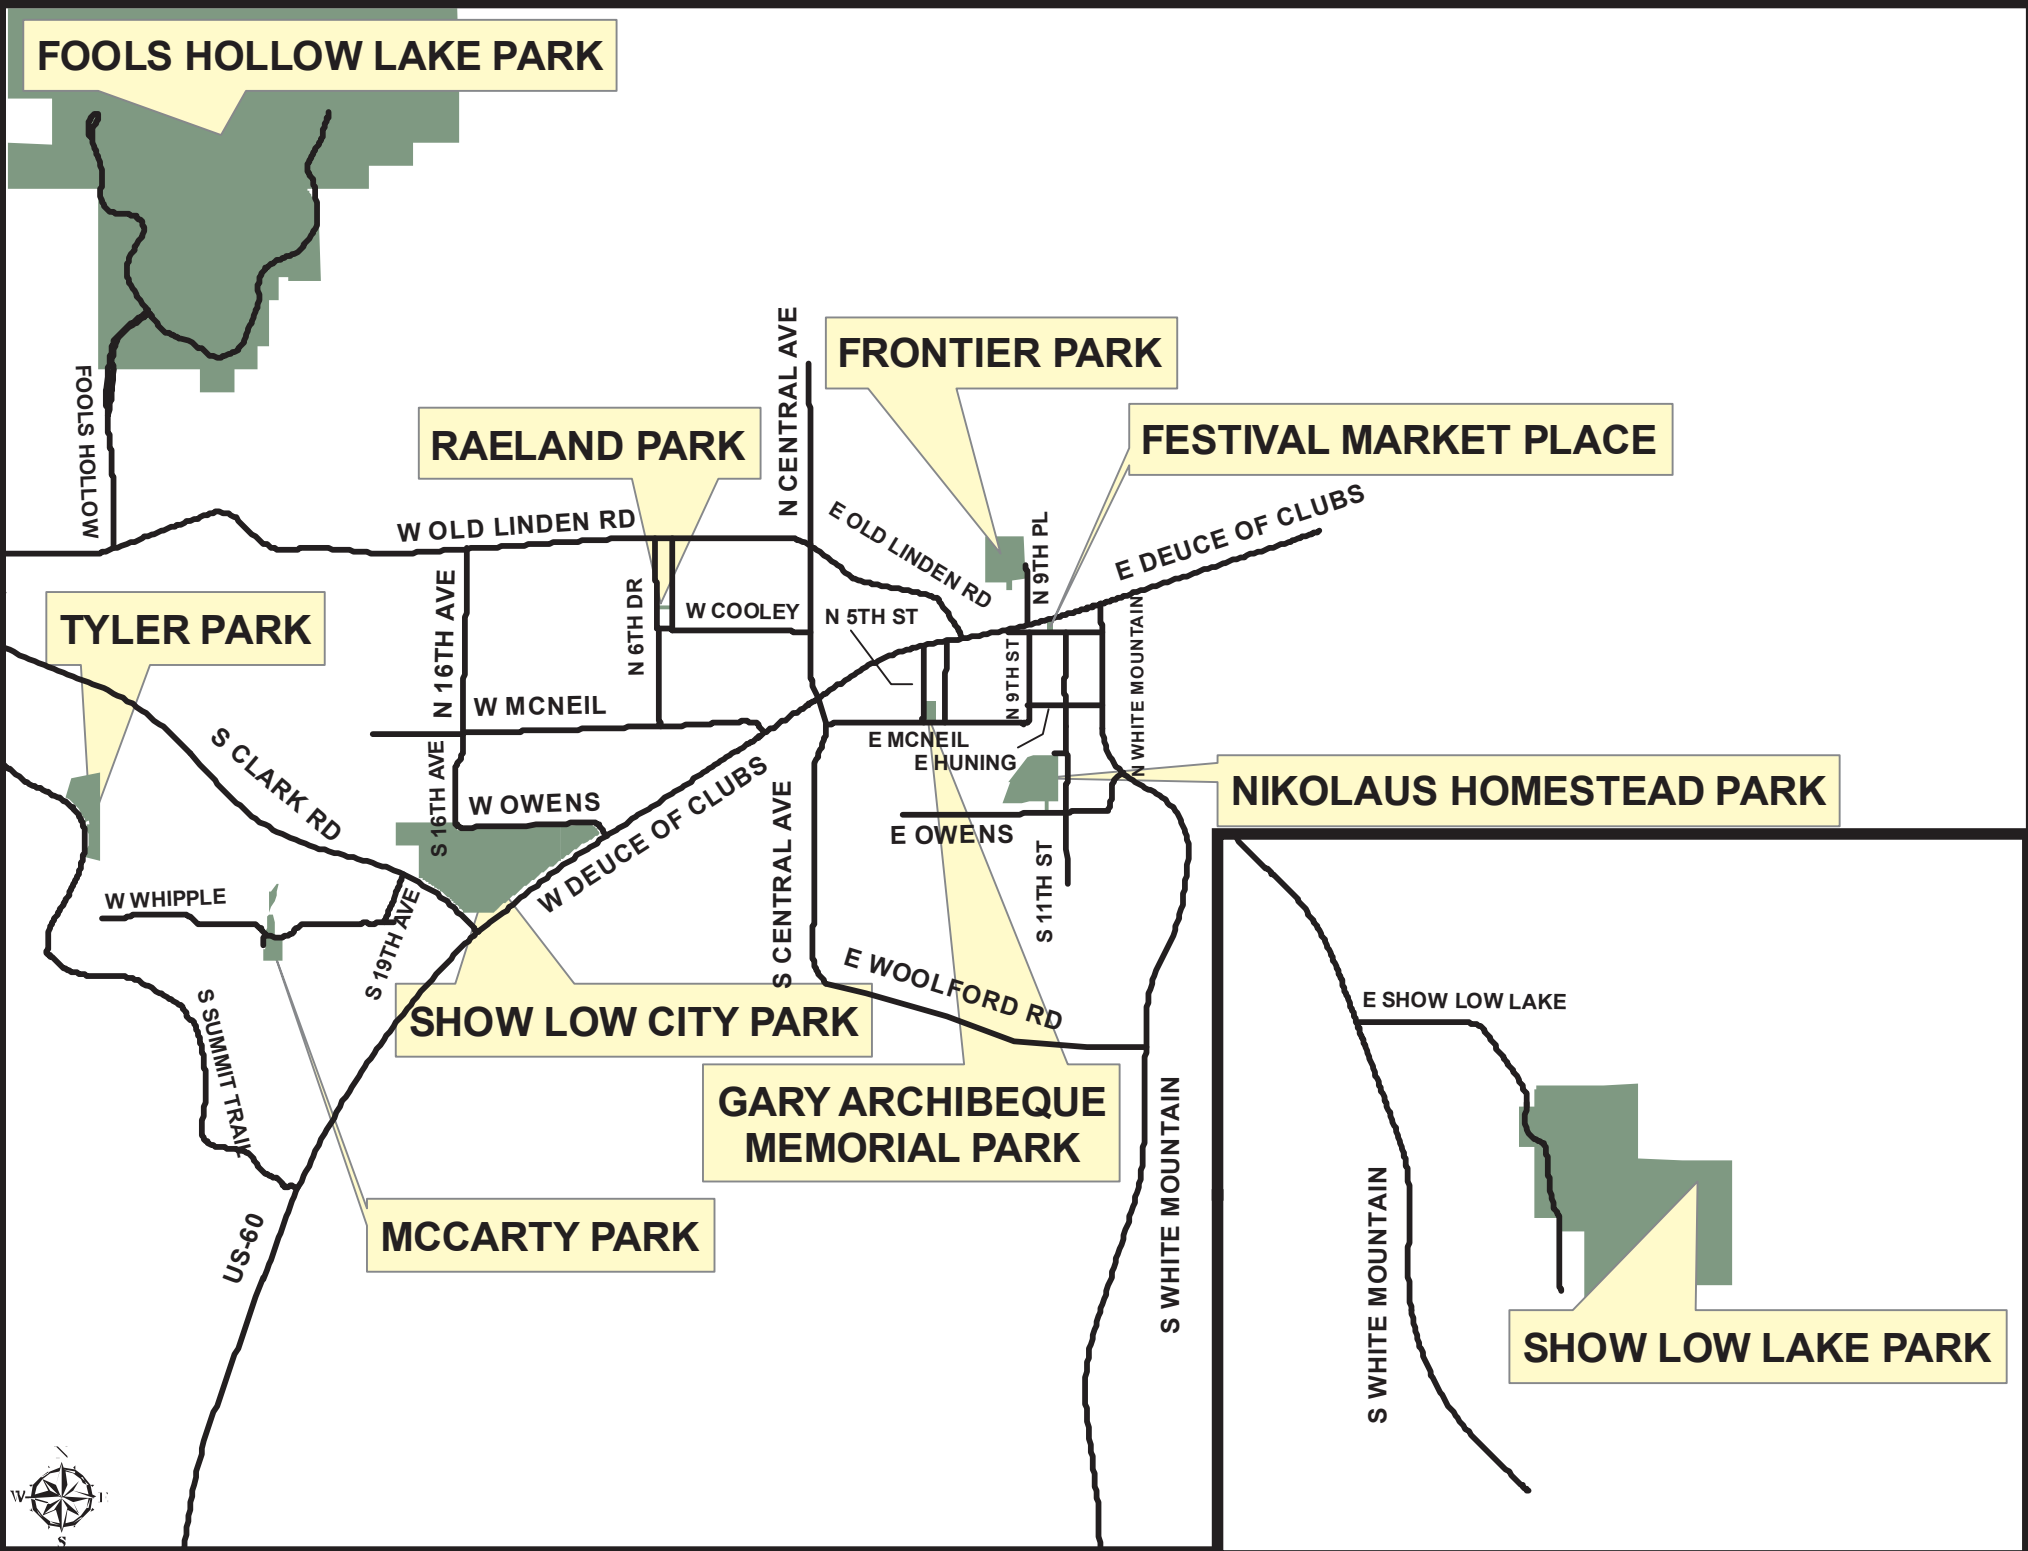 FOOLS HOLLOW LAKE PARK
N CENTRAL AVE
FRONTIER PARK
FOOLS HOLLOW
RAELAND PARK
FESTIVAL MARKET PLACE
W OLD LINDEN RD
E OLD LINDEN RD
N 9TH PL
E DEUCE OF CLUBS
TYLER PARK
N 16TH AVE
N 6TH DR
W COOLEY
N 5TH ST
N 9TH ST
N WHITE MOUNTAIN
W MCNEIL
E MCNEIL
E HUNING
S CLARK RD
S 16TH AVE
W OWENS
W DEUCE OF CLUBS
S CENTRAL AVE
E OWENS
NIKOLAUS HOMESTEAD PARK
S 11TH ST
W WHIPPLE
S 19TH AVE
E WOOLFORD RD
S SUMMIT TRAIL
SHOW LOW CITY PARK
GARY ARCHIBEQUE
MEMORIAL PARK
S WHITE MOUNTAIN
MCCARTY PARK
US-60
E SHOW LOW LAKE
S WHITE MOUNTAIN
SHOW LOW LAKE PARK
N
W
E
S